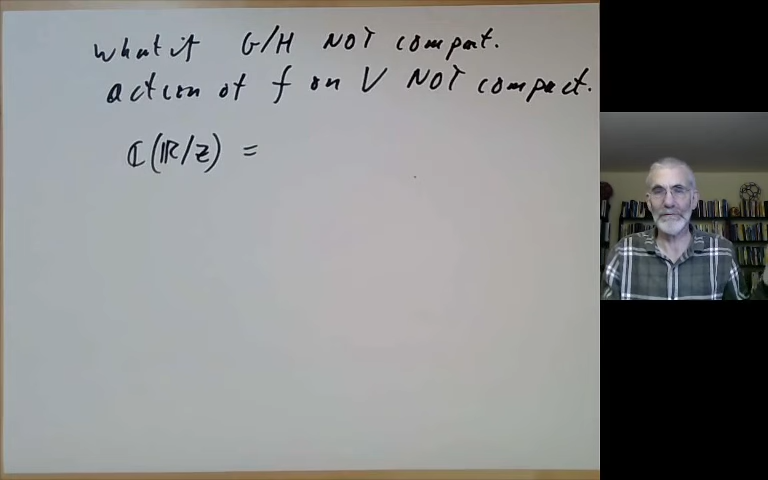 What if G/H NOT compact.
action of f on V NOT compact.
ℂ(ℝ/ℤ) =